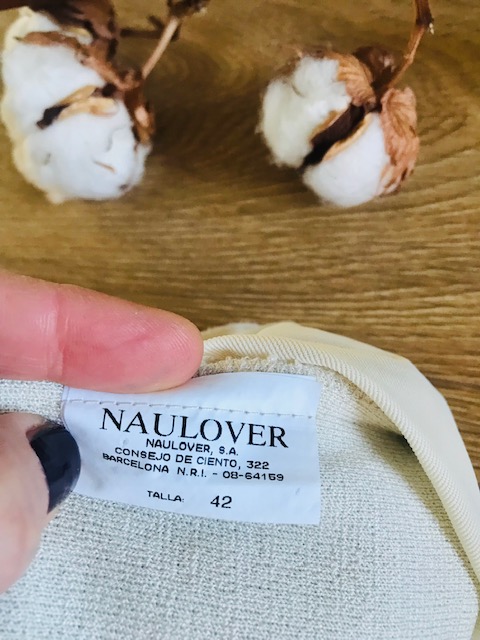 NAULOVER
NAULOVER, S.A.
CONSEJO DE CIENTO, 322
BARCELONA N.R.I. - 08-64159
TALLA: 42